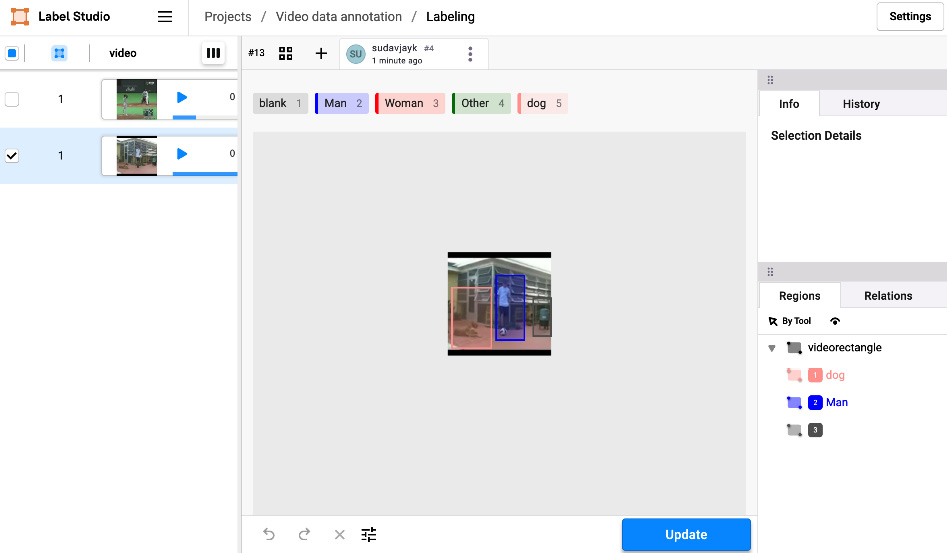 Label Studio
Projects / Video data annotation / Labeling
Settings
video
#13
SU
sudavjayk #4
1 minute ago
1
0
1
0
blank 1
Man 2
Woman 3
Other 4
dog 5
Info
History
Selection Details
Regions
Relations
By Tool
videorectangle
1 dog
2 Man
3
Update